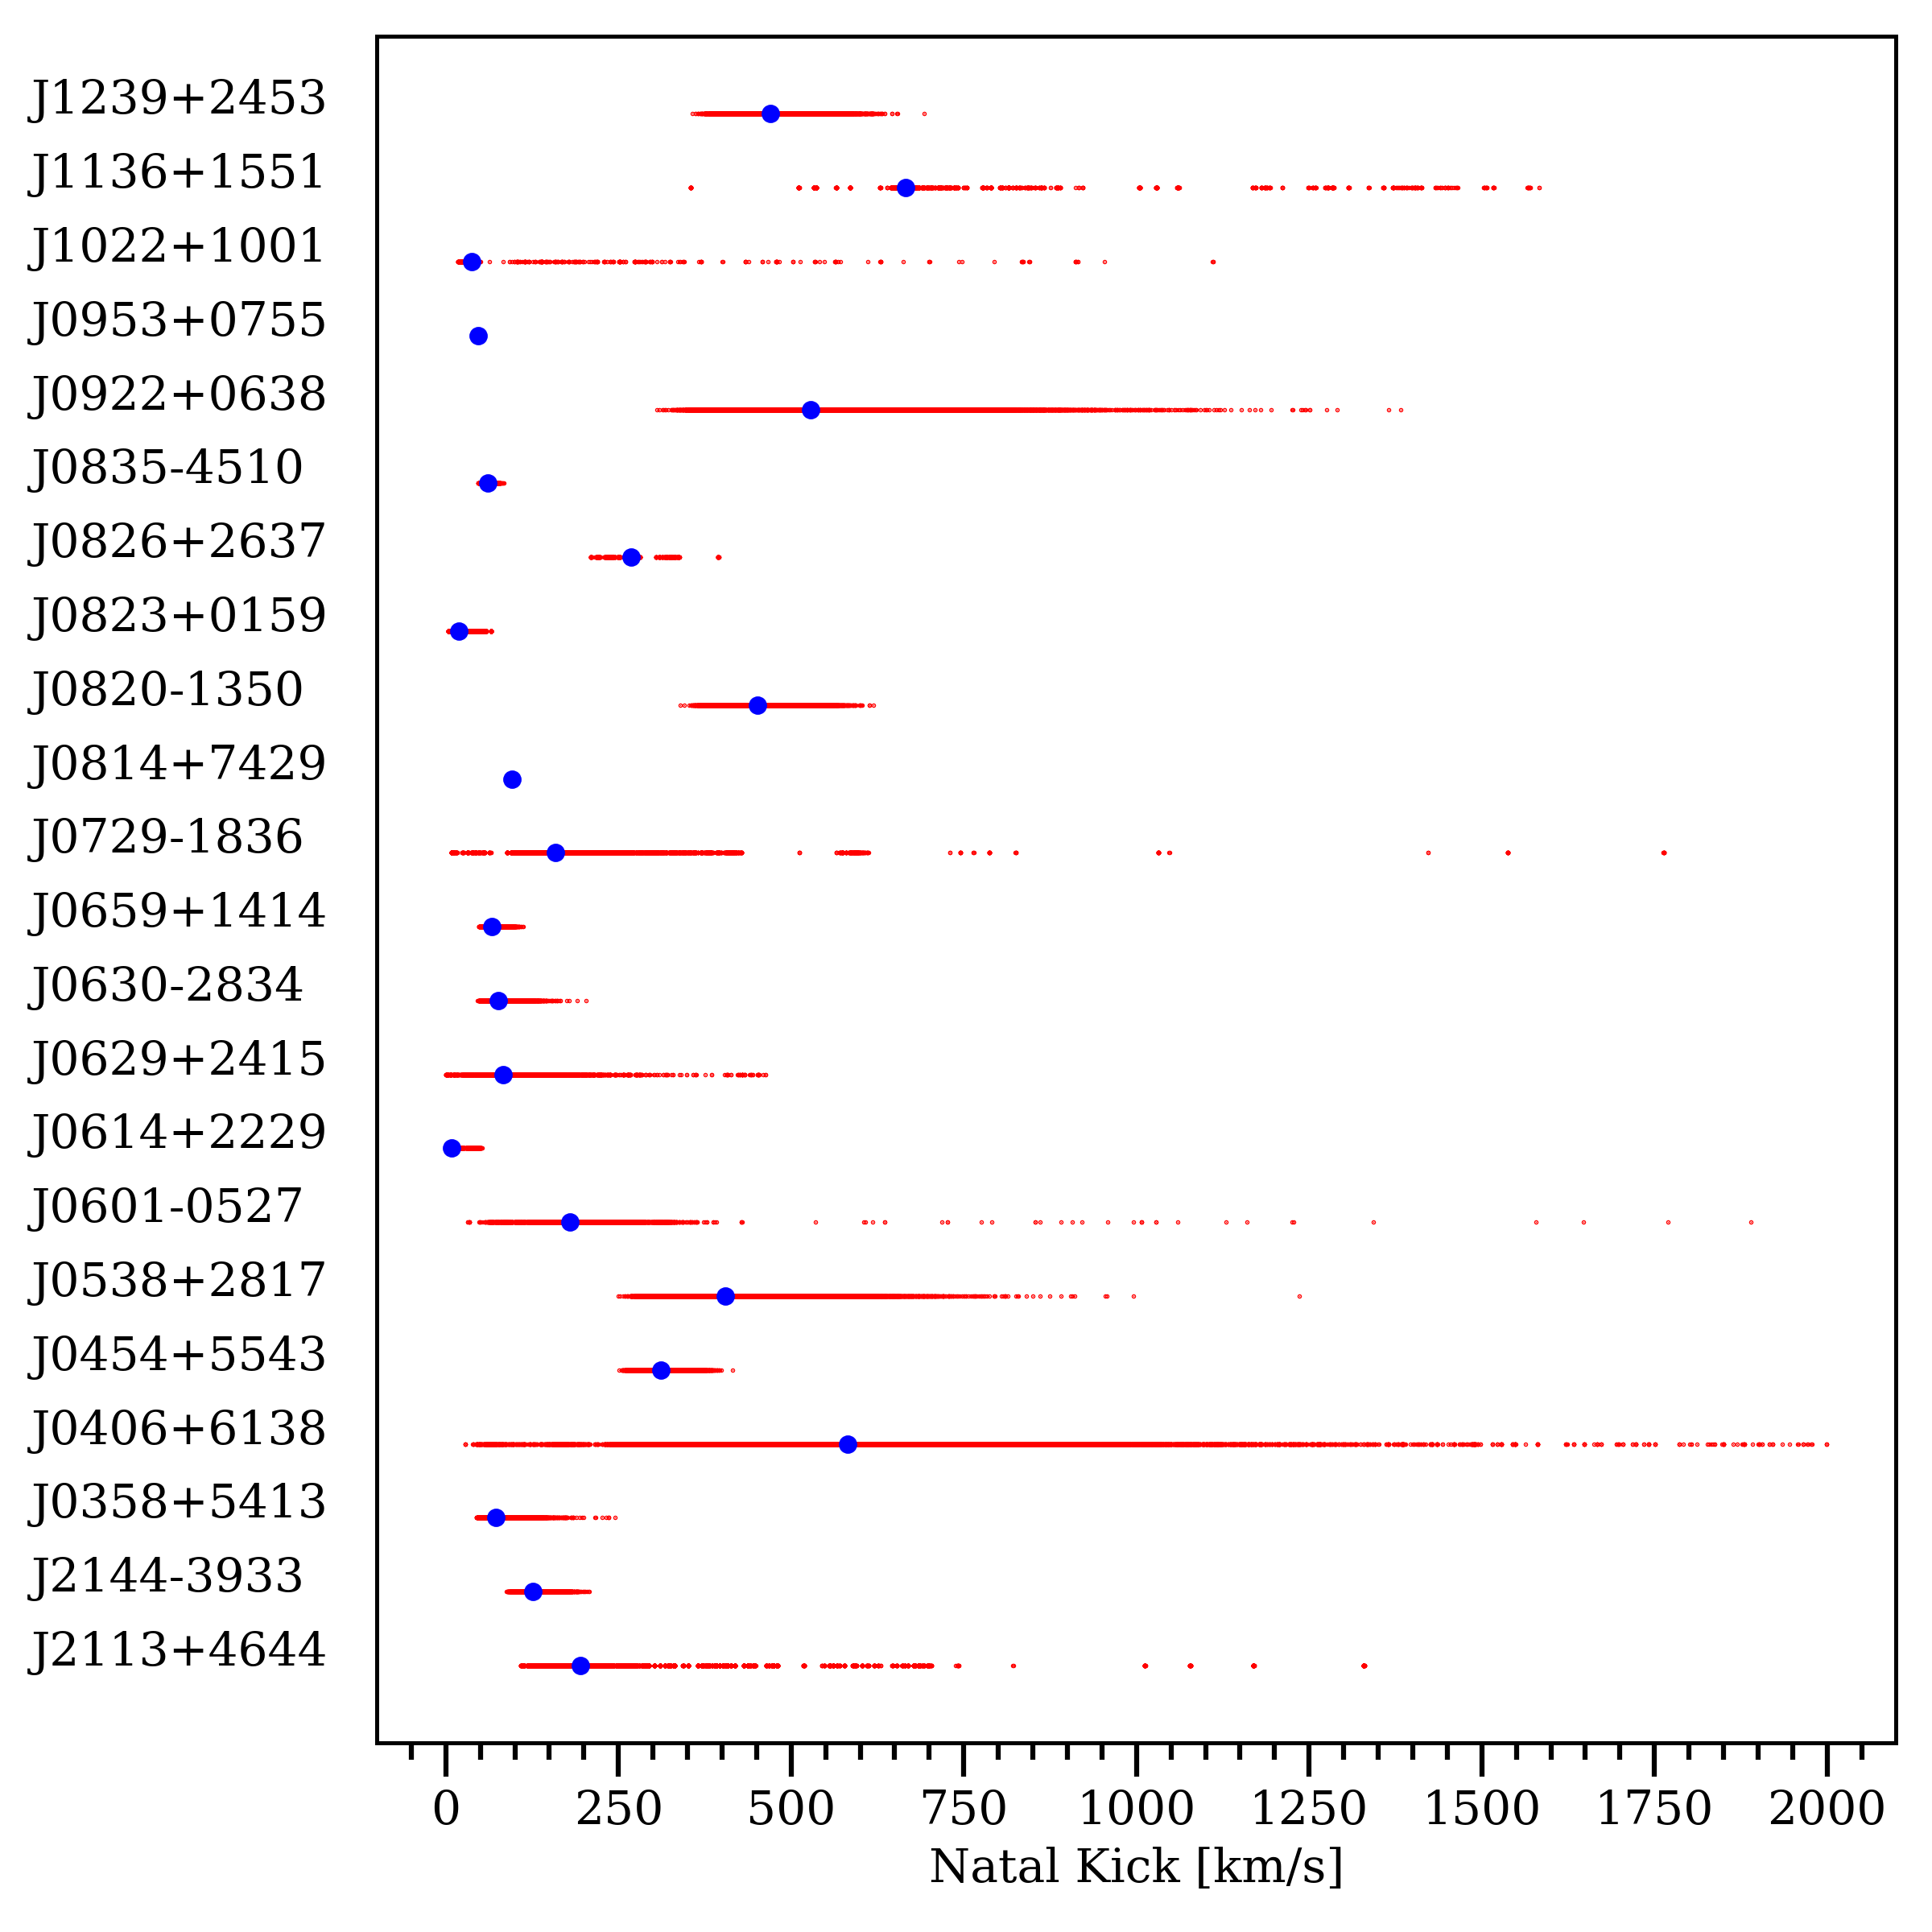 J1239+2453
J1136+1551
J1022+1001
J0953+0755
J0922+0638
J0835-4510
J0826+2637
J0823+0159
J0820-1350
J0814+7429
J0729-1836
J0659+1414
J0630-2834
J0629+2415
J0614+2229
J0601-0527
J0538+2817
J0454+5543
J0406+6138
J0358+5413
J2144-3933
J2113+4644
0 250 500 750 1000 1250 1500 1750 2000
Natal Kick [km/s]